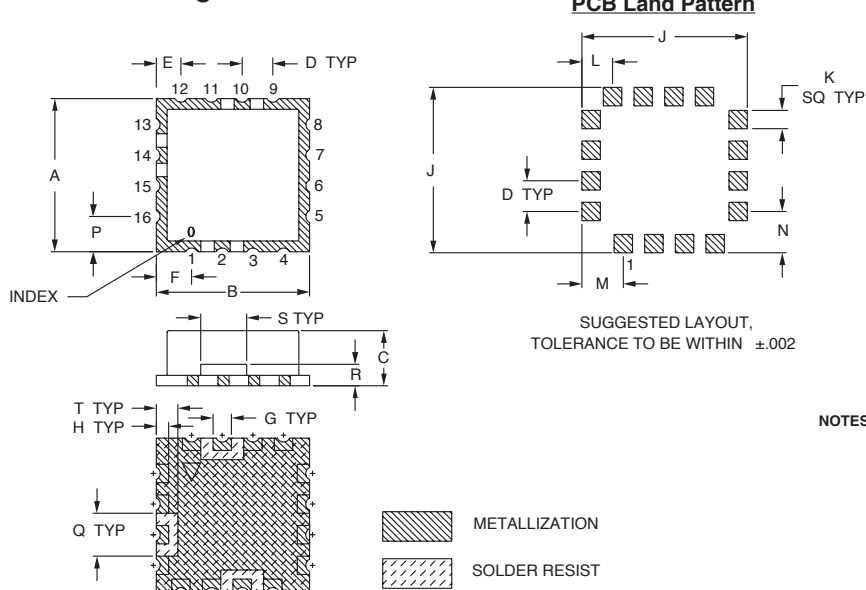 PCB Land Pattern
E
D TYP
12 11 10 9
13
14
15
16
8
7
6
5
A
P
0
1 2 3 4
F
B
INDEX
S TYP
C
R
T TYP
H TYP
G TYP
Q TYP
J
L
K
SQ TYP
J
D TYP
N
1
M
SUGGESTED LAYOUT,
TOLERANCE TO BE WITHIN ±.002
NOTES
METALLIZATION
SOLDER RESIST